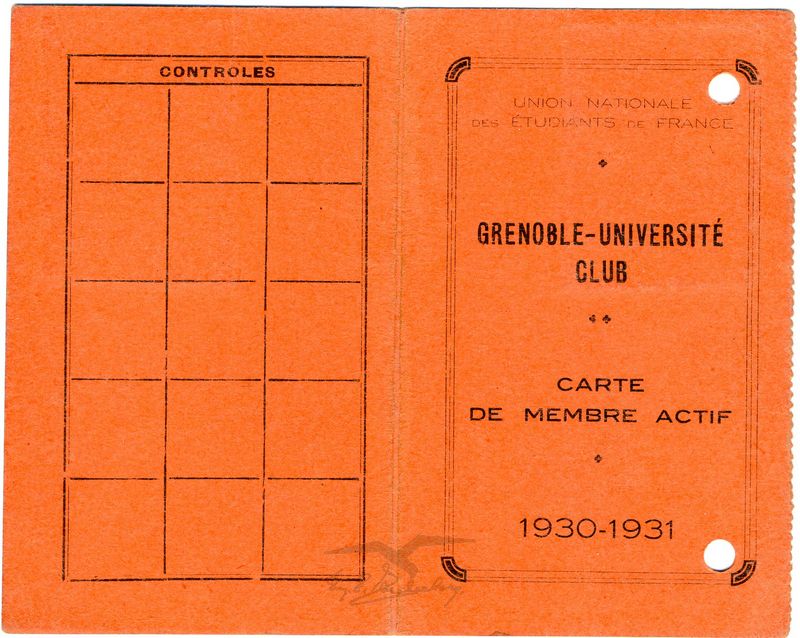 CONTROLES
UNION NATIONALE
DES ÉTUDIANTS DE FRANCE
GRENOBLE-UNIVERSITÉ
CLUB
CARTE
DE MEMBRE ACTIF
1930-1931